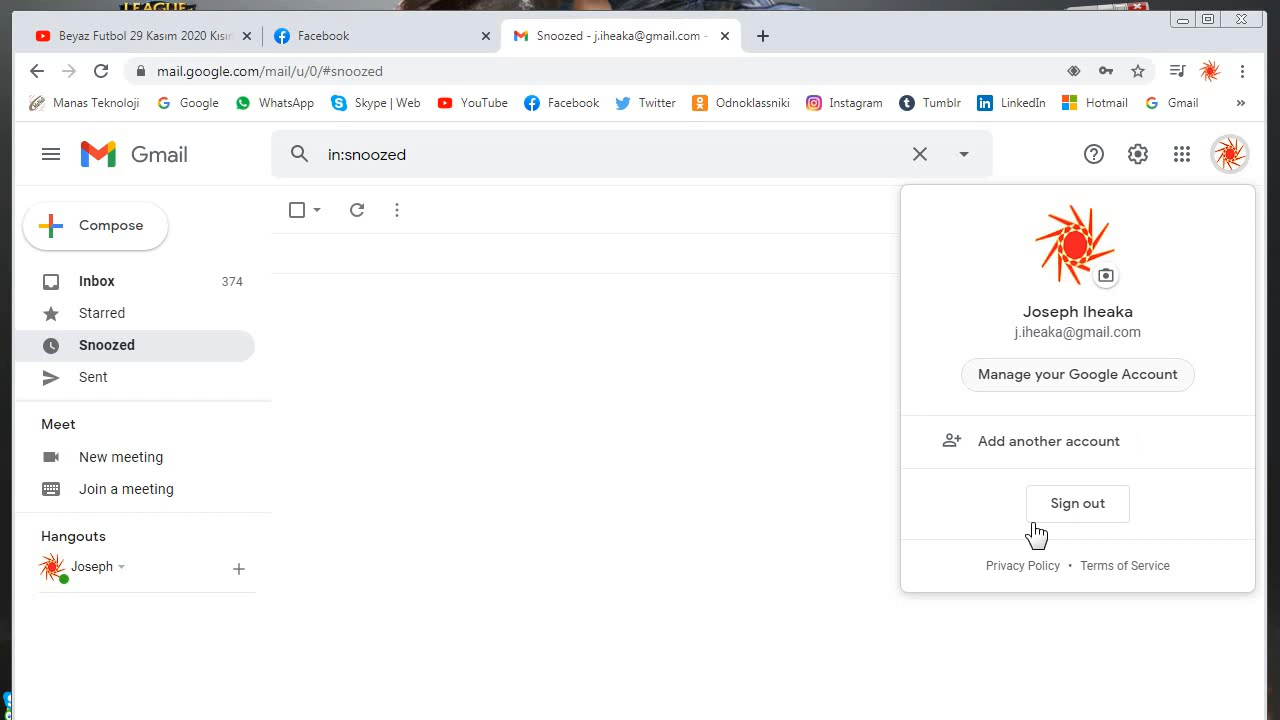 LEAGUE
Beyaz Futbol 29 Kasım 2020 Kısım
Facebook
Snoozed - j.iheaka@gmail.com -
mail.google.com/mail/u/0/#snoozed
Manas Teknoloji
Google
WhatsApp
Skype | Web
YouTube
Facebook
Twitter
Odnoklassniki
Instagram
Tumblr
LinkedIn
Hotmail
Gmail
»
Gmail
in:snoozed
Compose
Inbox 374
Starred
Snoozed
Sent
Meet
New meeting
Join a meeting
Hangouts
Joseph
Joseph Iheaka
j.iheaka@gmail.com
Manage your Google Account
Add another account
Sign out
Privacy Policy • Terms of Service